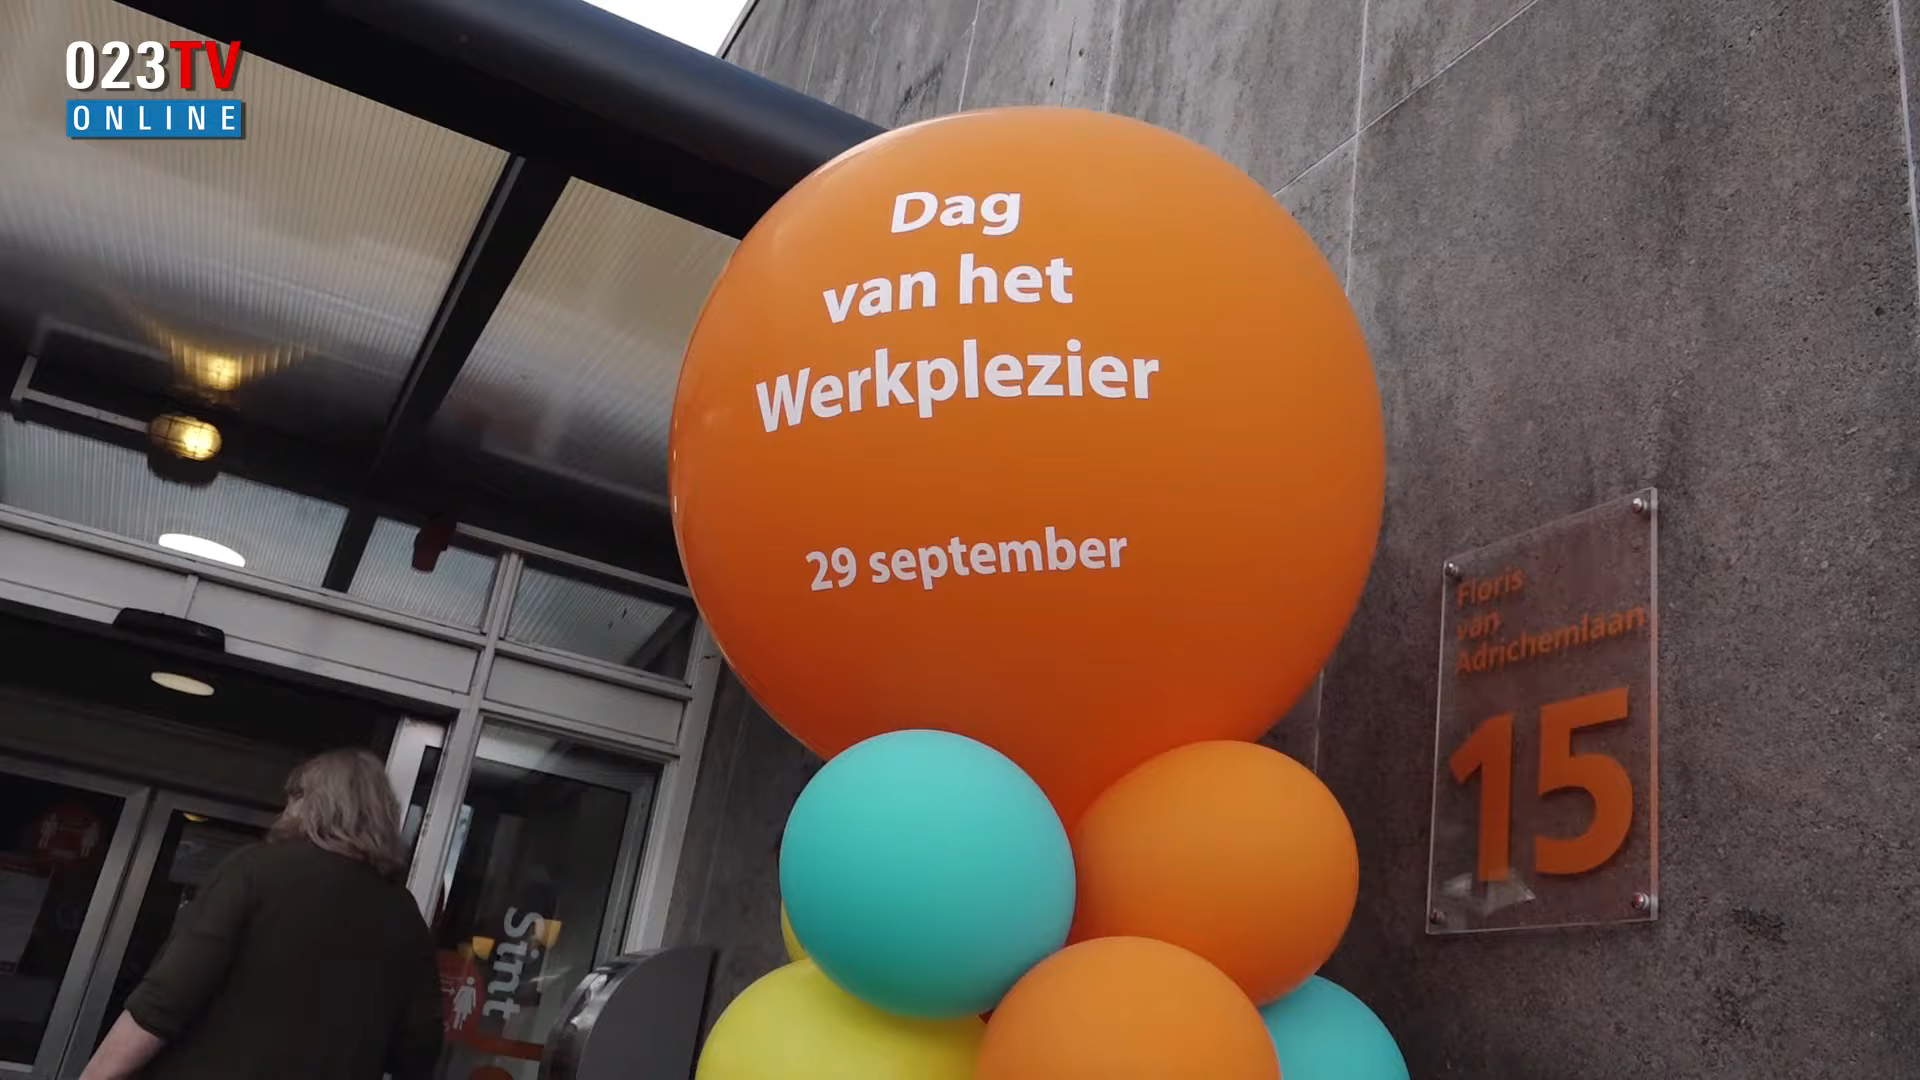 023TV
ONLINE
Dag
van het
Werkplezier
29 september
Floris
van
Adrichemlaan
15
Sint